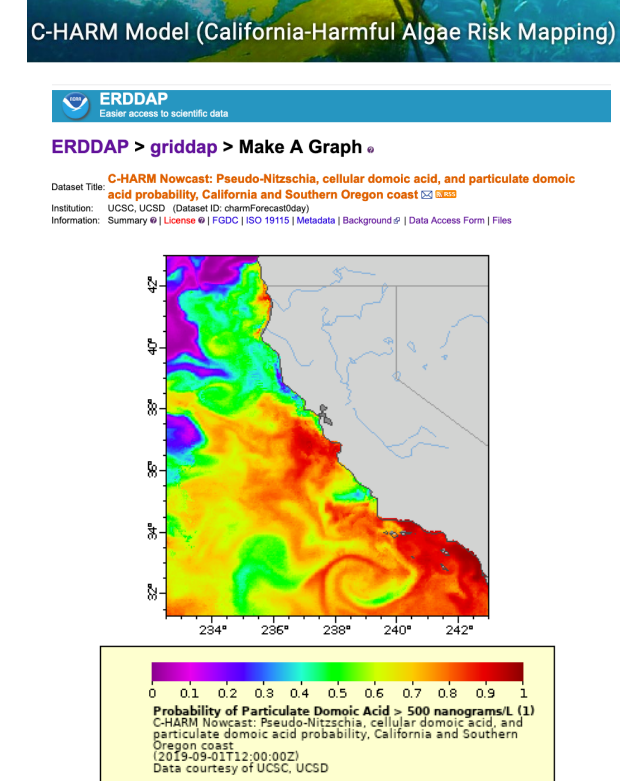 C-HARM Model (California-Harmful Algae Risk Mapping)
NOAA
ERDDAP
Easier access to scientific data
ERDDAP > griddap > Make A Graph
Dataset Title: C-HARM Nowcast: Pseudo-Nitzschia, cellular domoic acid, and particulate domoic
acid probability, California and Southern Oregon coast RSS
Institution: UCSC, UCSD (Dataset ID: charmForecast0day)
Information: Summary | License | FGDC | ISO 19115 | Metadata | Background | Data Access Form | Files
42°
40°
38°
36°
34°
32°
234° 236° 238° 240° 242°
0 0.1 0.2 0.3 0.4 0.5 0.6 0.7 0.8 0.9 1
Probability of Particulate Domoic Acid > 500 nanograms/L (1)
C-HARM Nowcast: Pseudo-Nitzschia, cellular domoic acid, and
particulate domoic acid probability, California and Southern
Oregon coast
(2019-09-01T12:00:00Z)
Data courtesy of UCSC, UCSD